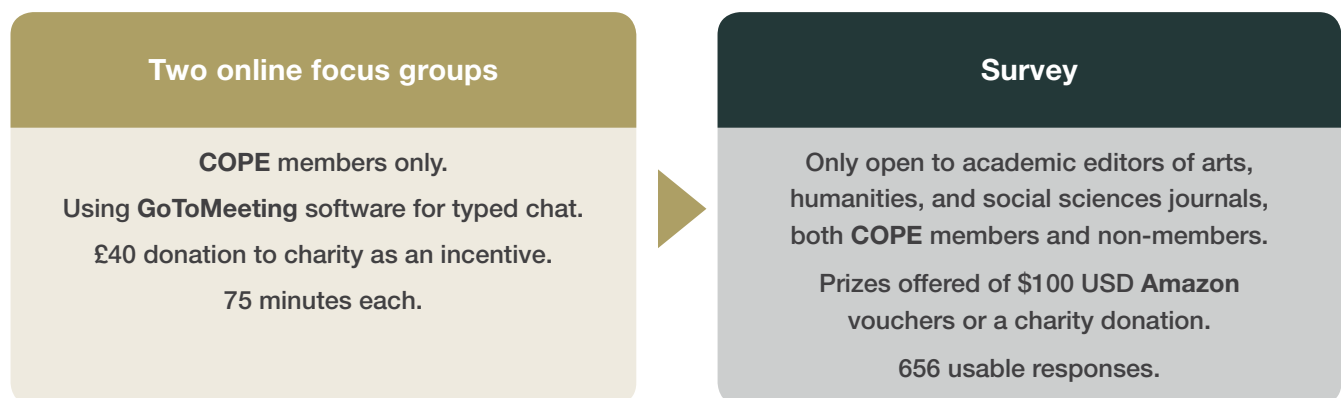 Two online focus groups
COPE members only.
Using GoToMeeting software for typed chat.
£40 donation to charity as an incentive.
75 minutes each.
Survey
Only open to academic editors of arts,
humanities, and social sciences journals,
both COPE members and non-members.
Prizes offered of $100 USD Amazon
vouchers or a charity donation.
656 usable responses.